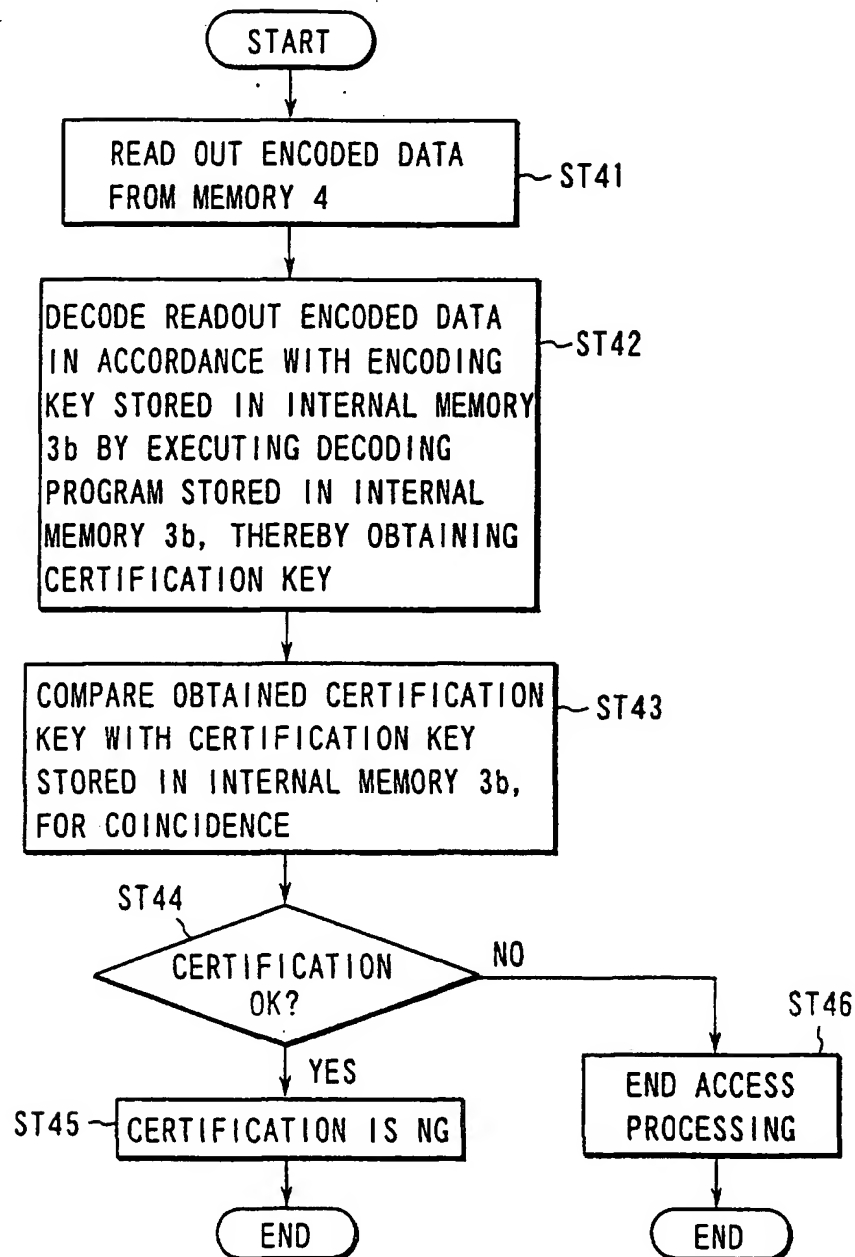 START
READ OUT ENCODED DATA
FROM MEMORY 4
ST41
DECODE READOUT ENCODED DATA
IN ACCORDANCE WITH ENCODING
KEY STORED IN INTERNAL MEMORY
3b BY EXECUTING DECODING
PROGRAM STORED IN INTERNAL
MEMORY 3b, THEREBY OBTAINING
CERTIFICATION KEY
ST42
COMPARE OBTAINED CERTIFICATION
KEY WITH CERTIFICATION KEY
STORED IN INTERNAL MEMORY 3b,
FOR COINCIDENCE
ST43
ST44
CERTIFICATION
OK?
NO
YES
ST45
CERTIFICATION IS NG
END
ST46
END ACCESS
PROCESSING
END